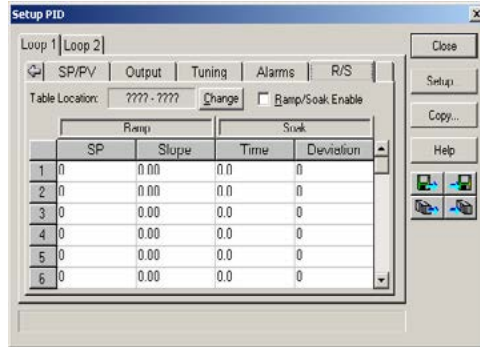 Setup PID
Loop 1 Loop 2
SP/PV Output Tuning Alarms R/S
Table Location: ???? - ???? Change Ramp/Soak Enable
Ramp Soak
SP Slope Time Deviation
1 0 0.00 0.0 0
2 0 0.00 0.0 0
3 0 0.00 0.0 0
4 0 0.00 0.0 0
5 0 0.00 0.0 0
6 0 0.00 0.0 0
Close
Setup
Copy...
Help